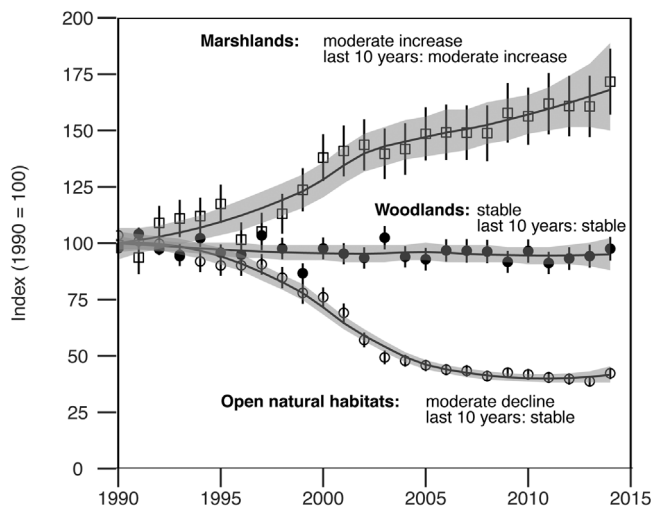 200
Marshlands: moderate increase
last 10 years: moderate increase
175
150
125
Woodlands: stable
last 10 years: stable
100
Index (1990 = 100)
75
50
Open natural habitats: moderate decline
last 10 years: stable
25
0
1990 1995 2000 2005 2010 2015